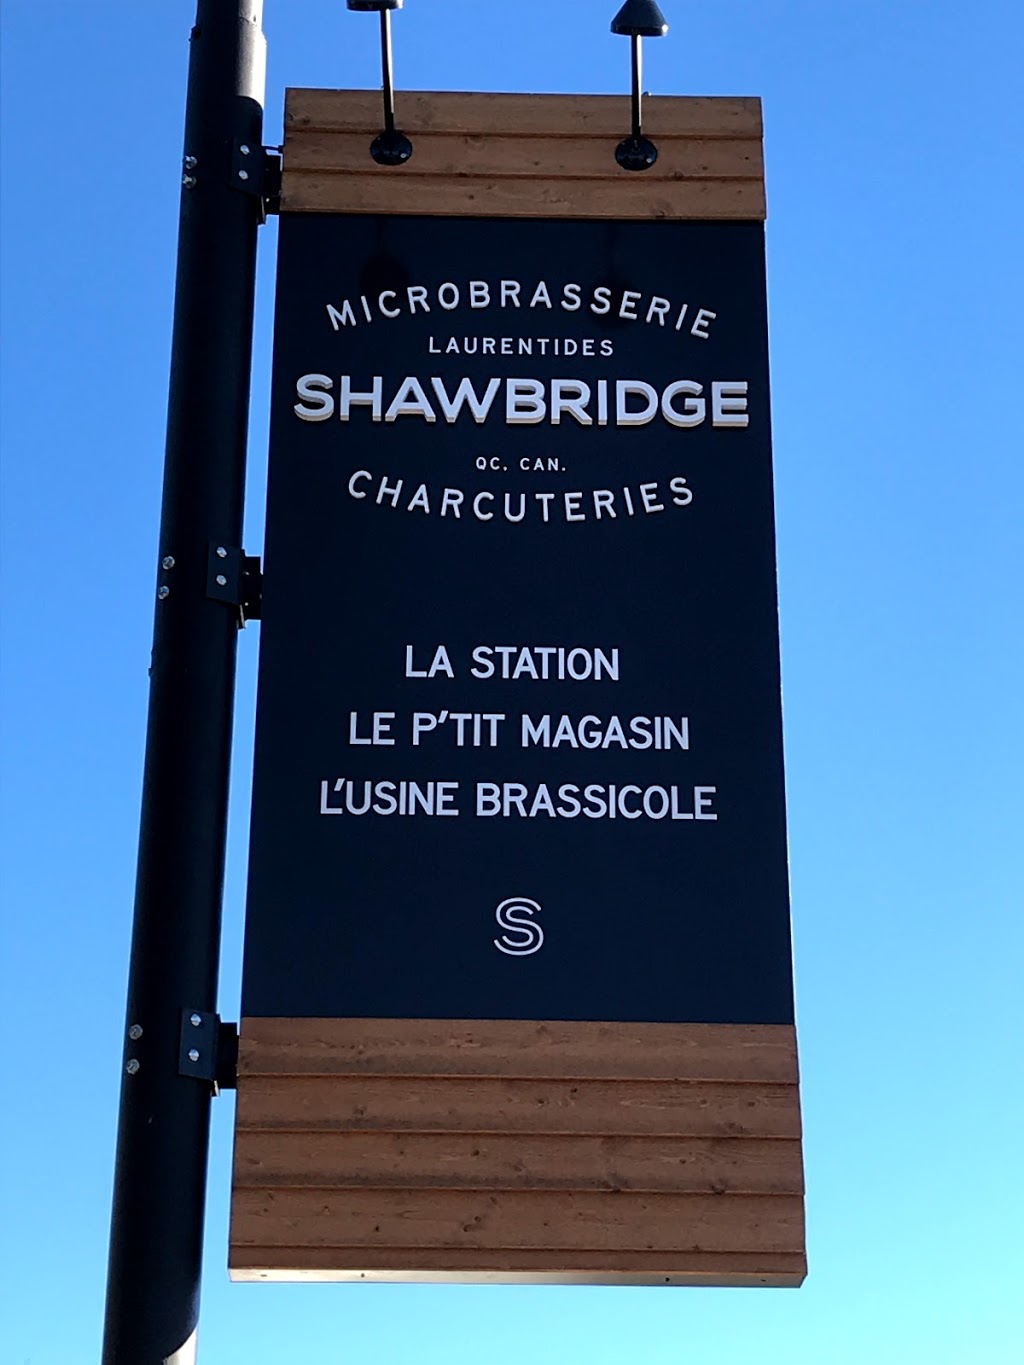 MICROBRASSERIE
LAURENTIDES
SHAWBRIDGE
QC, CAN.
CHARCUTERIES
LA STATION
LE P'TIT MAGASIN
L'USINE BRASSICOLE
S